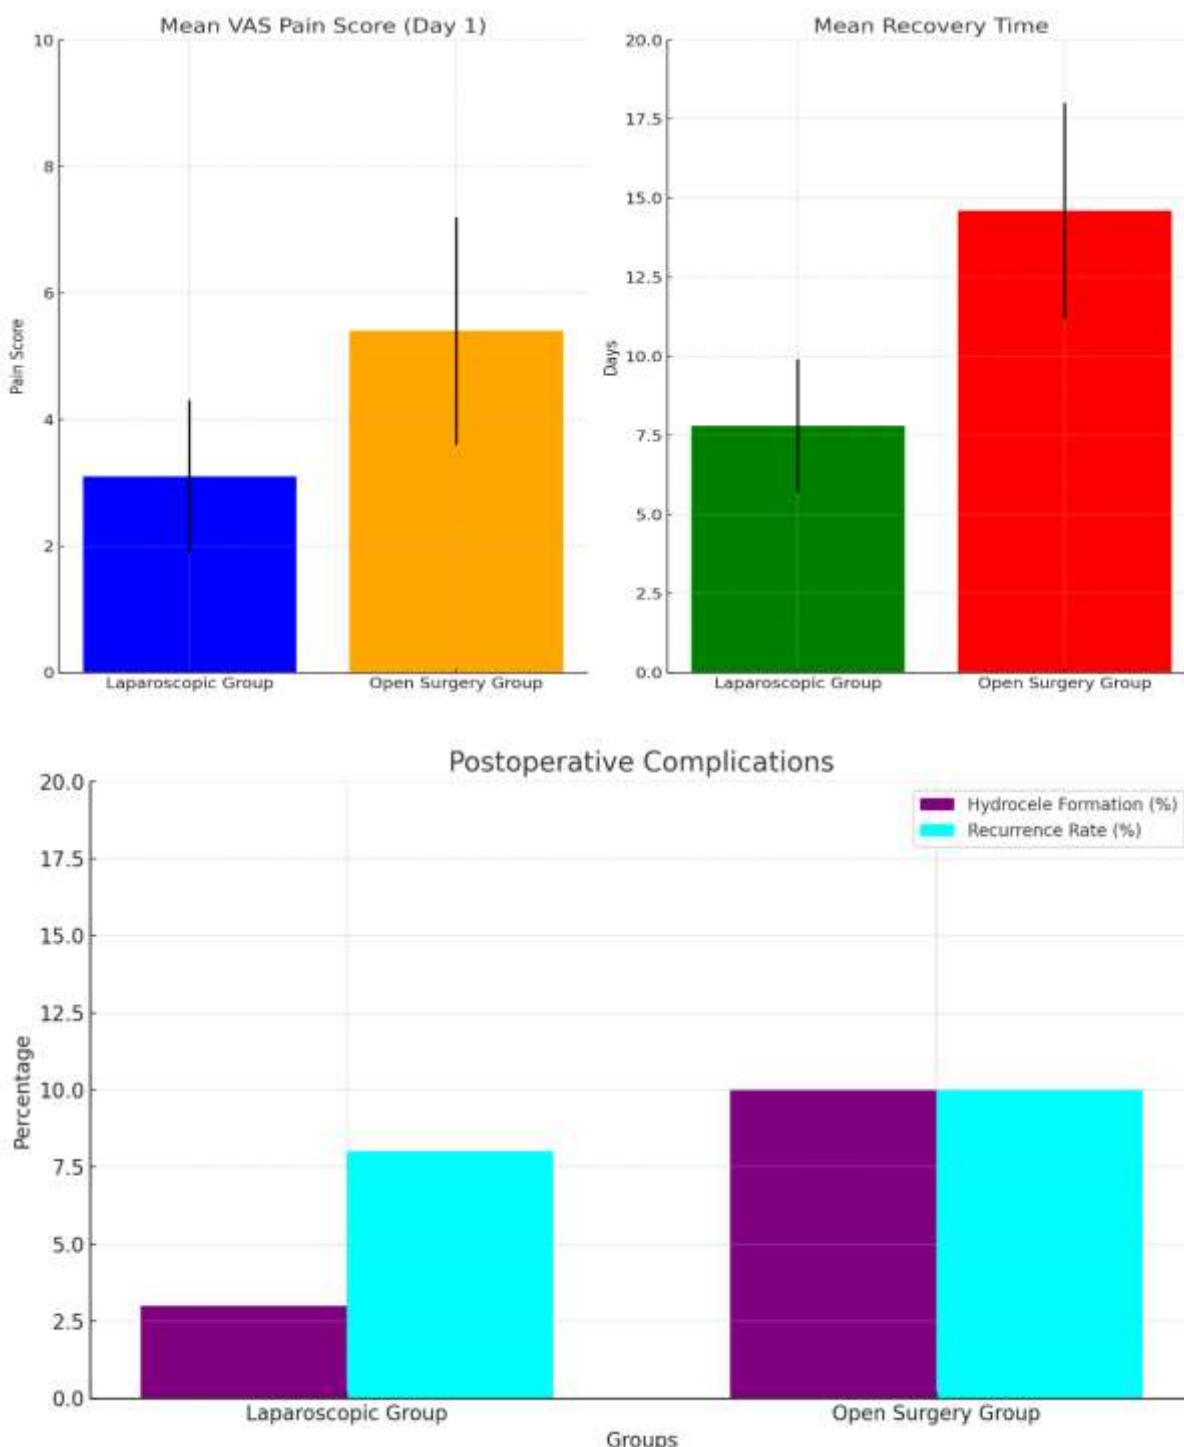 Mean VAS Pain Score (Day 1)
10
8
6
4
2
0
Pain Score
Laparoscopic Group
Open Surgery Group
Mean Recovery Time
20.0
17.5
15.0
12.5
10.0
7.5
5.0
2.5
0.0
Days
Laparoscopic Group
Open Surgery Group
Postoperative Complications
20.0
17.5
15.0
12.5
10.0
7.5
5.0
2.5
0.0
Percentage
Hydrocele Formation (%)
Recurrence Rate (%)
Laparoscopic Group
Open Surgery Group
Groups